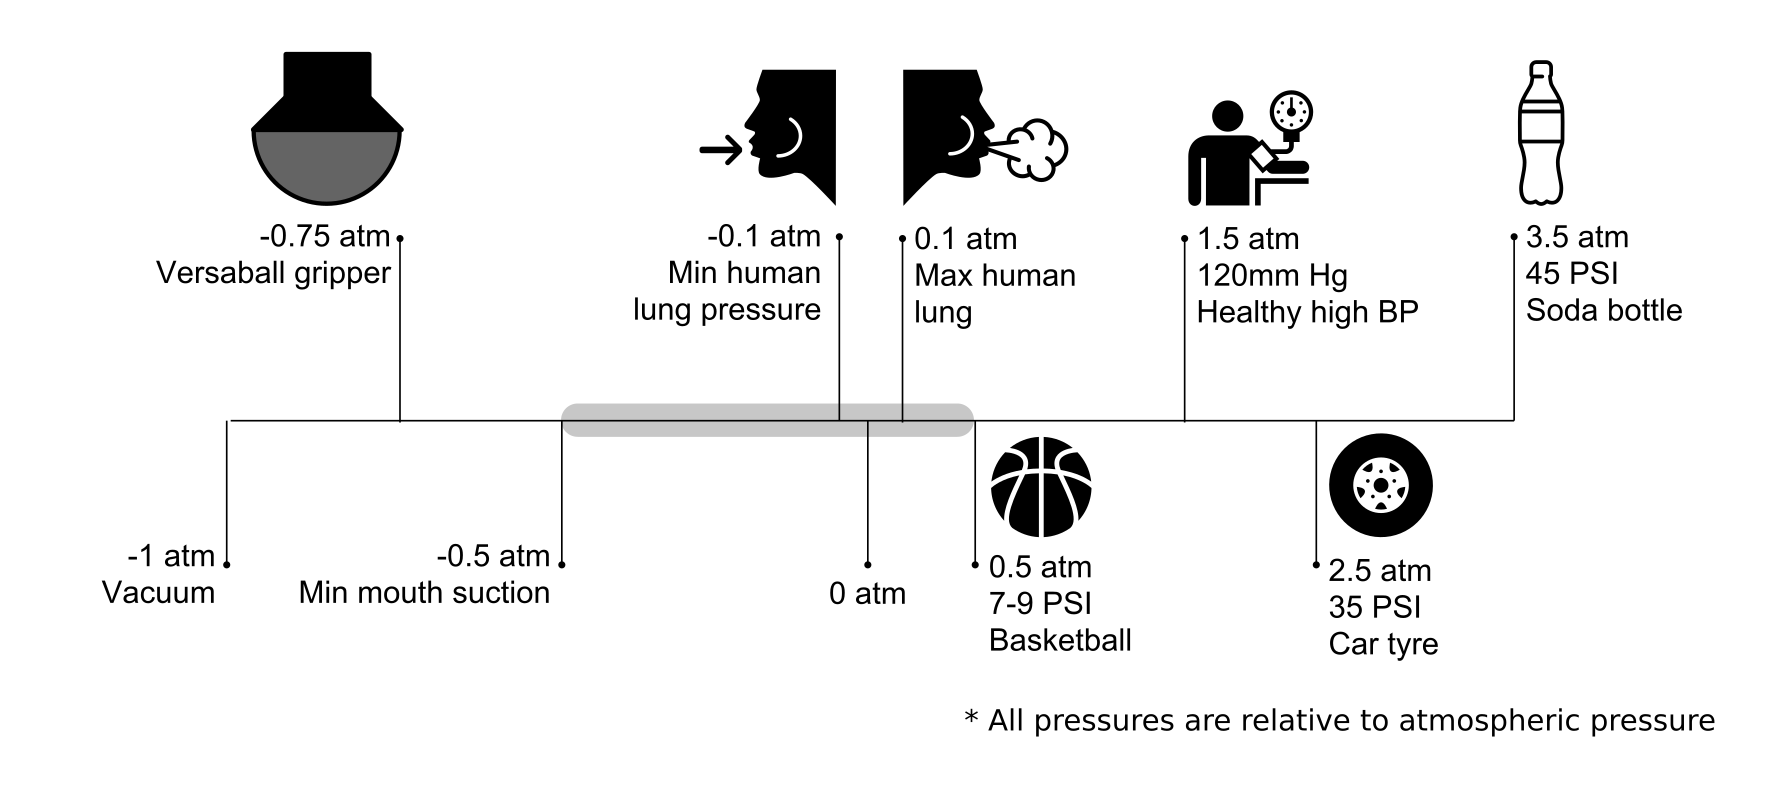 -0.75 atm
Versaball gripper
-0.1 atm
Min human
lung pressure
0.1 atm
Max human
lung
1.5 atm
120mm Hg
Healthy high BP
3.5 atm
45 PSI
Soda bottle
-1 atm
Vacuum
-0.5 atm
Min mouth suction
0 atm
0.5 atm
7-9 PSI
Basketball
2.5 atm
35 PSI
Car tyre
* All pressures are relative to atmospheric pressure